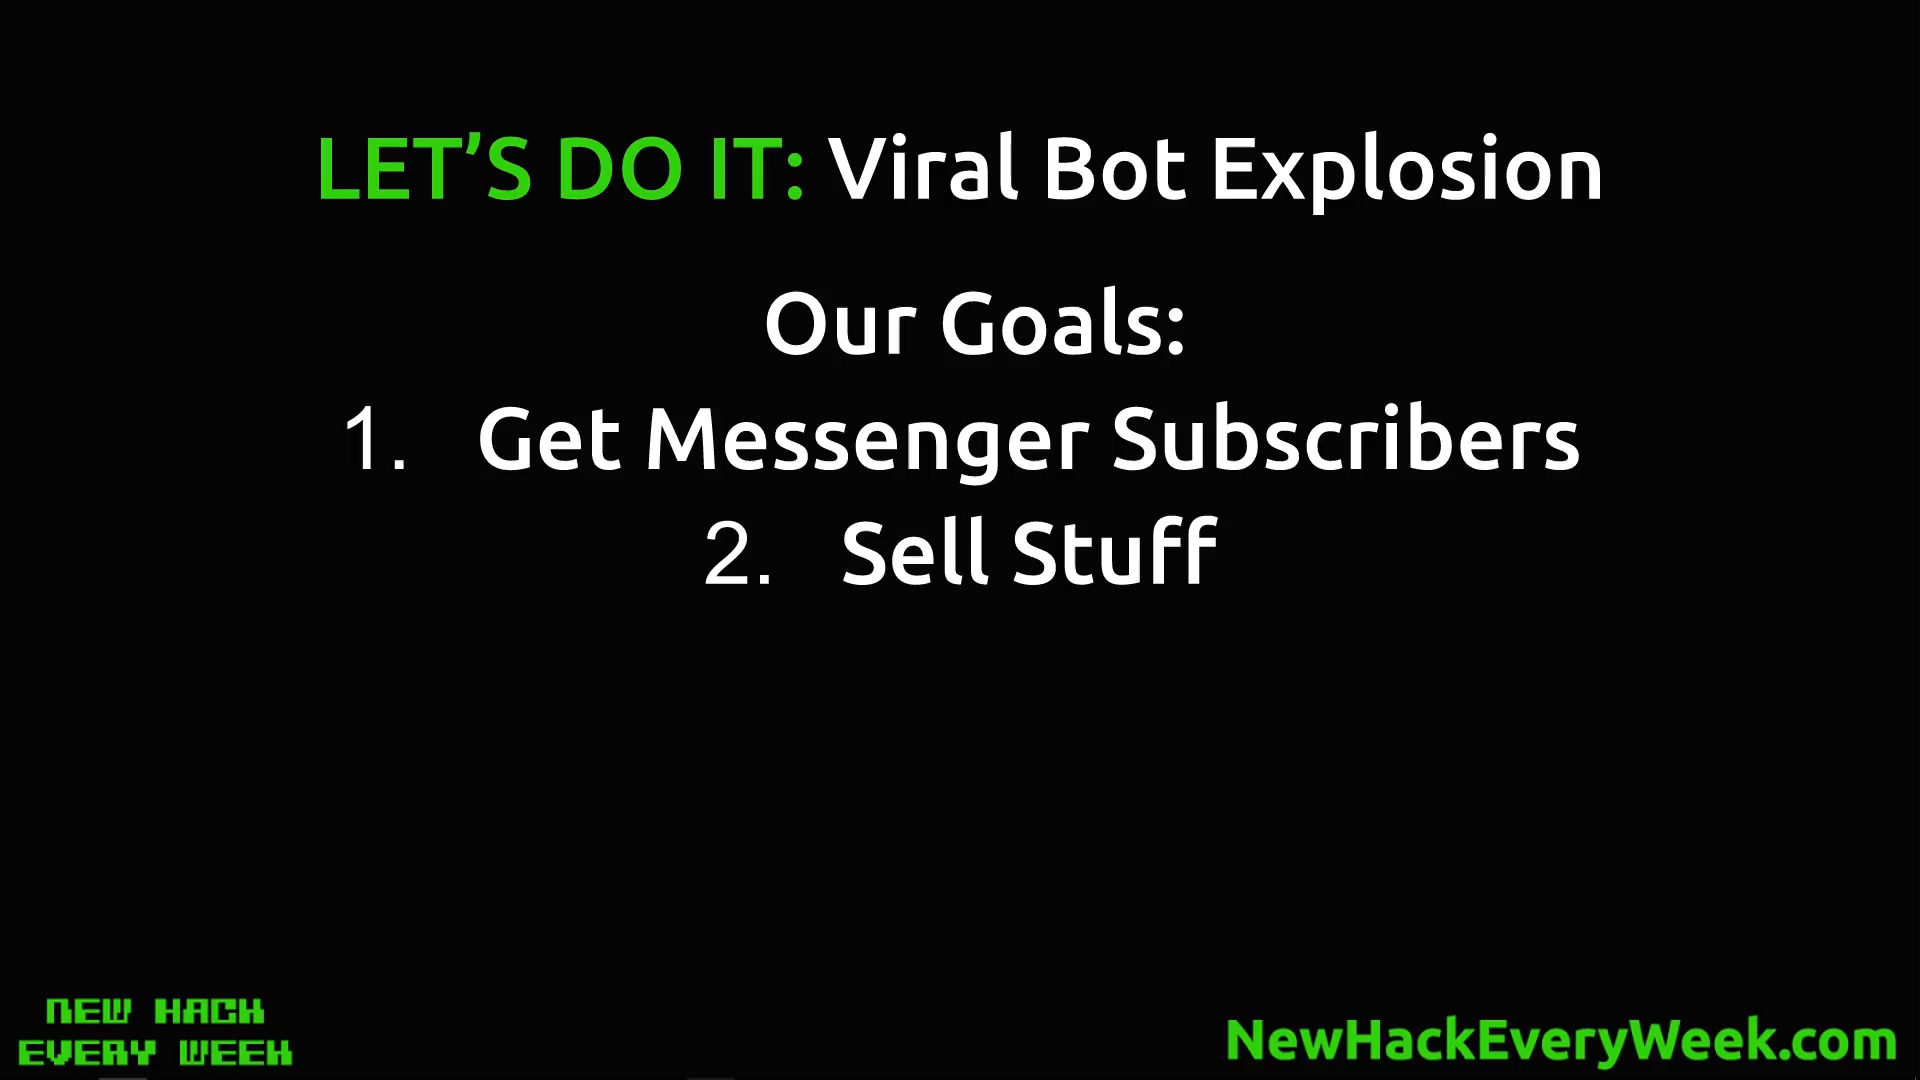 LET’S DO IT: Viral Bot Explosion
Our Goals:
1. Get Messenger Subscribers
2. Sell Stuff
NEW HACK
EVERY WEEK
NewHackEveryWeek.com